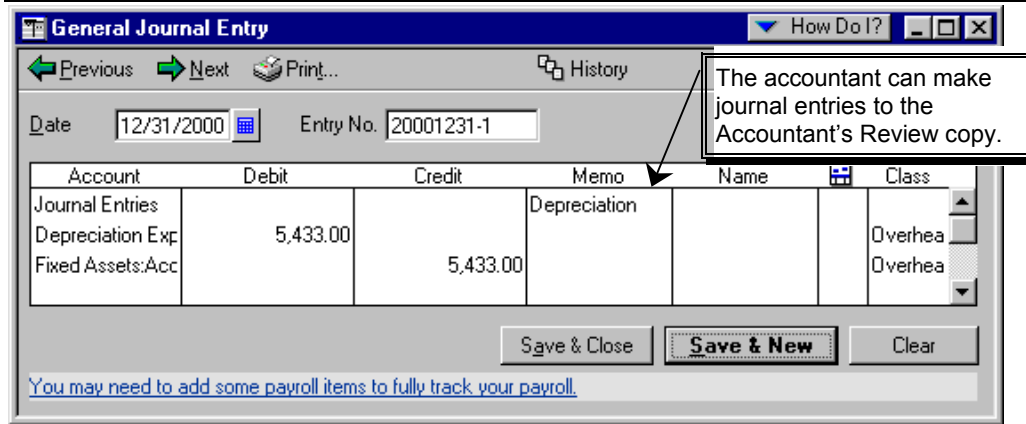 General Journal Entry How Do I?
Previous Next Print... History
The accountant can make
journal entries to the
Accountant's Review copy.
Date 12/31/2000 Entry No. 20001231-1
Account Debit Credit Memo Name Class
Journal Entries Depreciation
Depreciation Exp 5,433.00 Overhea
Fixed Assets:Acc 5,433.00 Overhea
Save & Close Save & New Clear
You may need to add some payroll items to fully track your payroll.